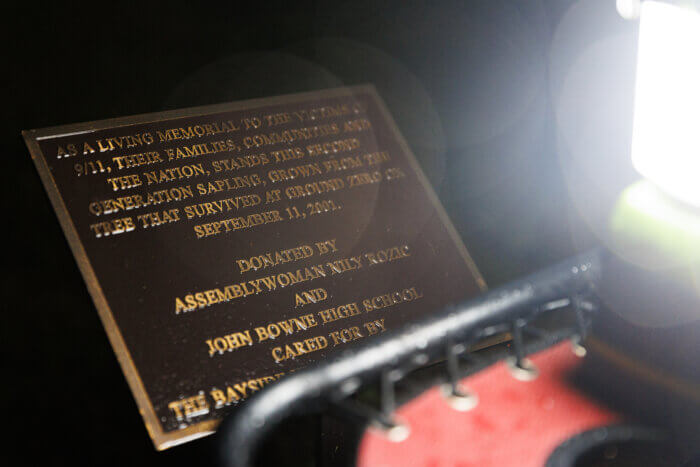 AS A LIVING MEMORIAL TO THE VICTIMS OF
9/11, THEIR FAMILIES, COMMUNITIES AND
THE NATION, STANDS THIS SECOND
GENERATION SAPLING, GROWN FROM THE
TREE THAT SURVIVED AT GROUND ZERO ON
SEPTEMBER 11, 2001.
DONATED BY
ASSEMBLYWOMAN NILY ROZIC
AND
JOHN BOWNE HIGH SCHOOL
CARED FOR BY
THE BAYSIDE